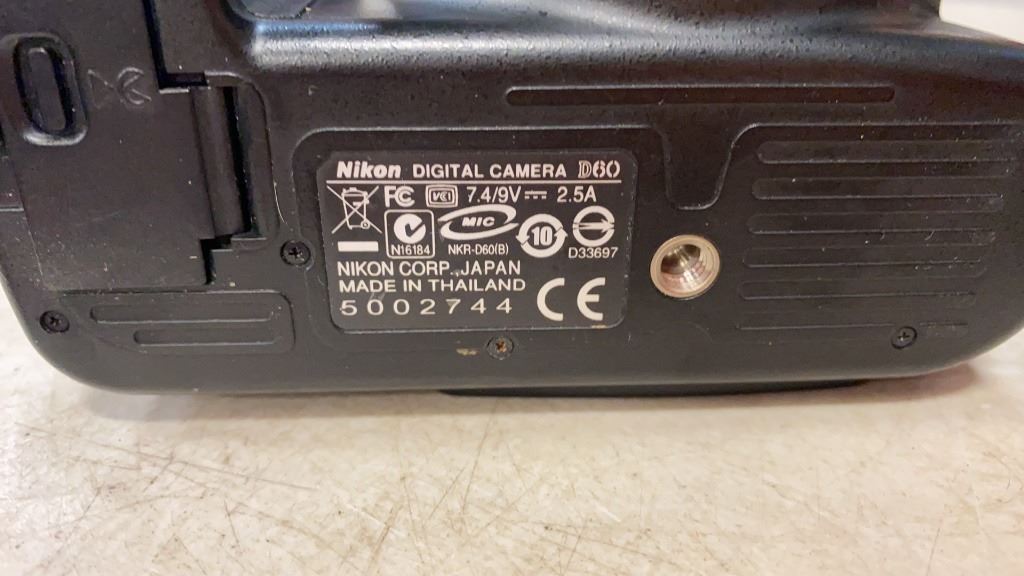 Nikon DIGITAL CAMERA D60
FC VCI 7.4/9V⎓ 2.5A
N16184 MIC NKR-D60(B) 10 D33697
NIKON CORP. JAPAN
MADE IN THAILAND
5002744 CE